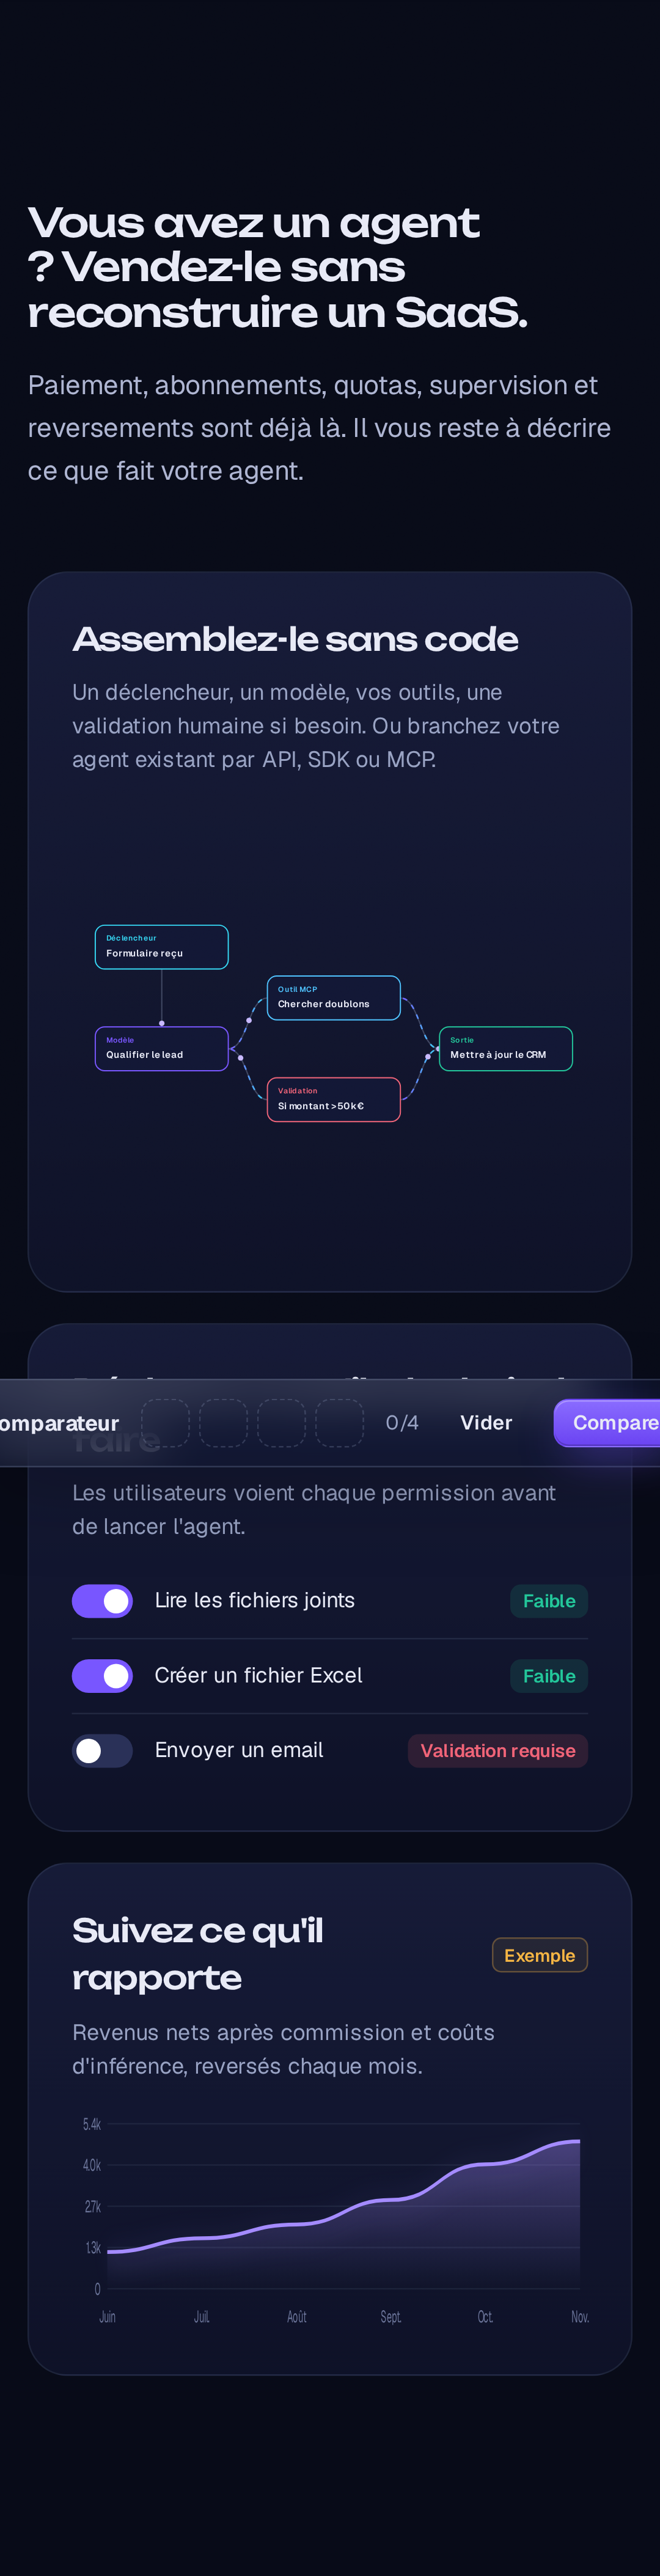 Vous avez un agent
? Vendez-le sans
reconstruire un SaaS.
Paiement, abonnements, quotas, supervision et
reversements sont déjà là. Il vous reste à décrire
ce que fait votre agent.
Assemblez-le sans code
Un déclencheur, un modèle, vos outils, une
validation humaine si besoin. Ou branchez votre
agent existant par API, SDK ou MCP.
Déclencheur
Formulaire reçu
Outil MCP
Chercher doublons
Modèle
Qualifier le lead
Sortie
Mettre à jour le CRM
Validation
Si montant > 50 k€
omparateur 0/4 Vider Compare
faire
Les utilisateurs voient chaque permission avant
de lancer l'agent.
Lire les fichiers joints Faible
Créer un fichier Excel Faible
Envoyer un email Validation requise
Suivez ce qu'il
rapporte
Exemple
Revenus nets après commission et coûts
d'inférence, reversés chaque mois.
5.4k
4.0k
2.7k
1.3k
0
Juin Juil. Août Sept. Oct. Nov.